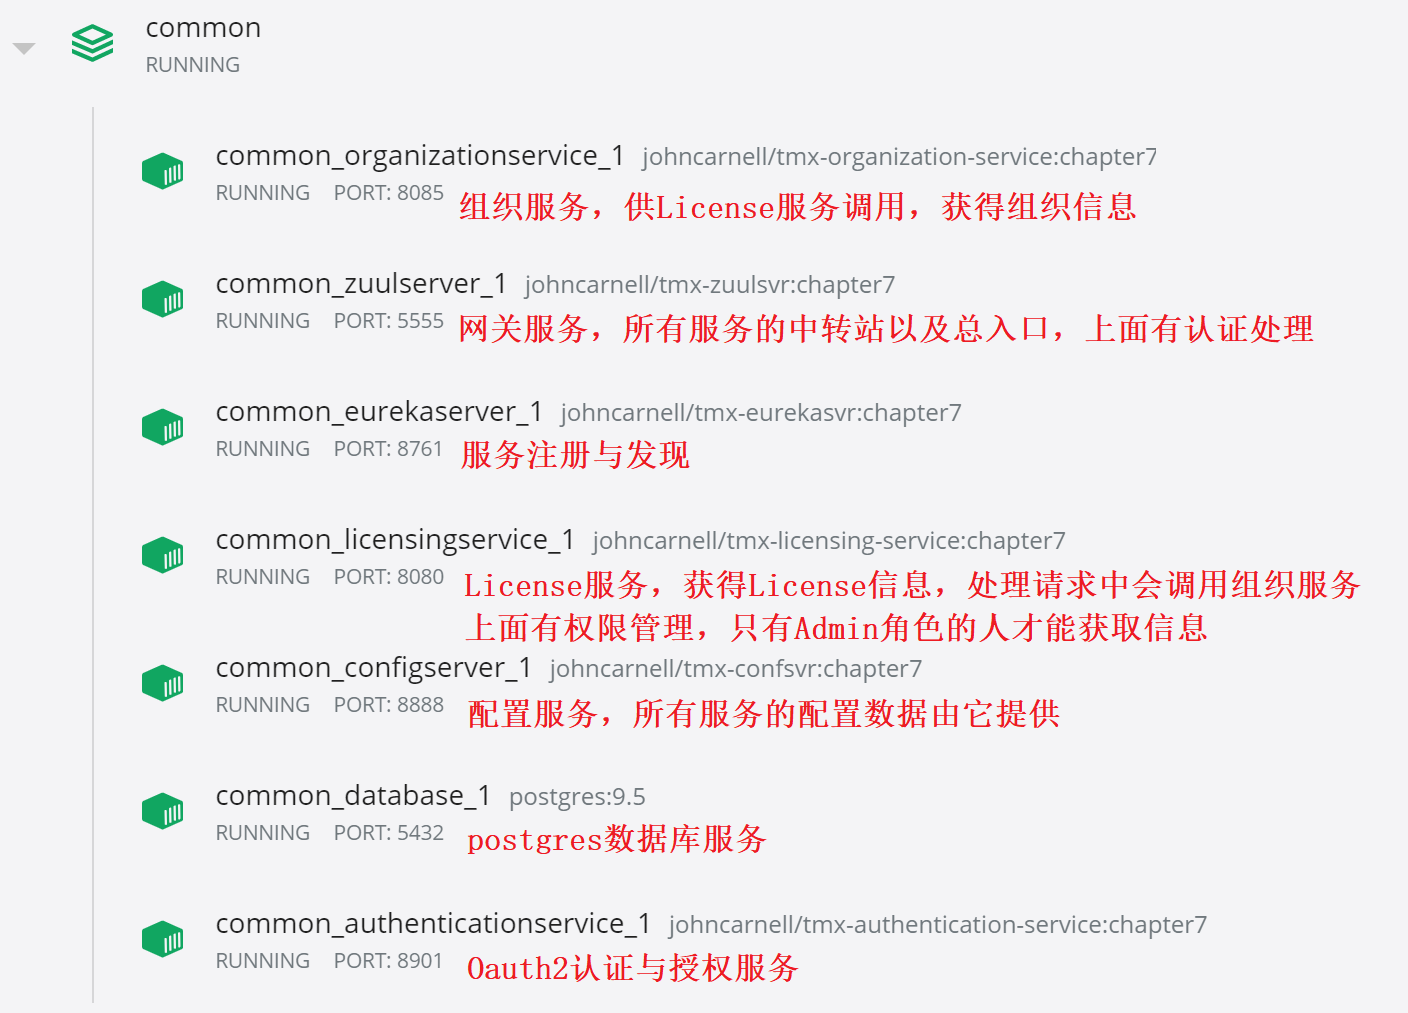 common
RUNNING
common_organizationservice_1 johncarnell/tmx-organization-service:chapter7
RUNNING PORT: 8085 组织服务，供License服务调用，获得组织信息
common_zuulserver_1 johncarnell/tmx-zuulsvr:chapter7
RUNNING PORT: 5555 网关服务，所有服务的中转站以及总入口，上面有认证处理
common_eurekaserver_1 johncarnell/tmx-eurekasvr:chapter7
RUNNING PORT: 8761 服务注册与发现
common_licensingservice_1 johncarnell/tmx-licensing-service:chapter7
RUNNING PORT: 8080 License服务，获得License信息，处理请求中会调用组织服务
上面有权限管理，只有Admin角色的人才能获取信息
common_configserver_1 johncarnell/tmx-confsvr:chapter7
RUNNING PORT: 8888 配置服务，所有服务的配置数据由它提供
common_database_1 postgres:9.5
RUNNING PORT: 5432 postgres数据库服务
common_authenticationservice_1 johncarnell/tmx-authentication-service:chapter7
RUNNING PORT: 8901 Oauth2认证与授权服务